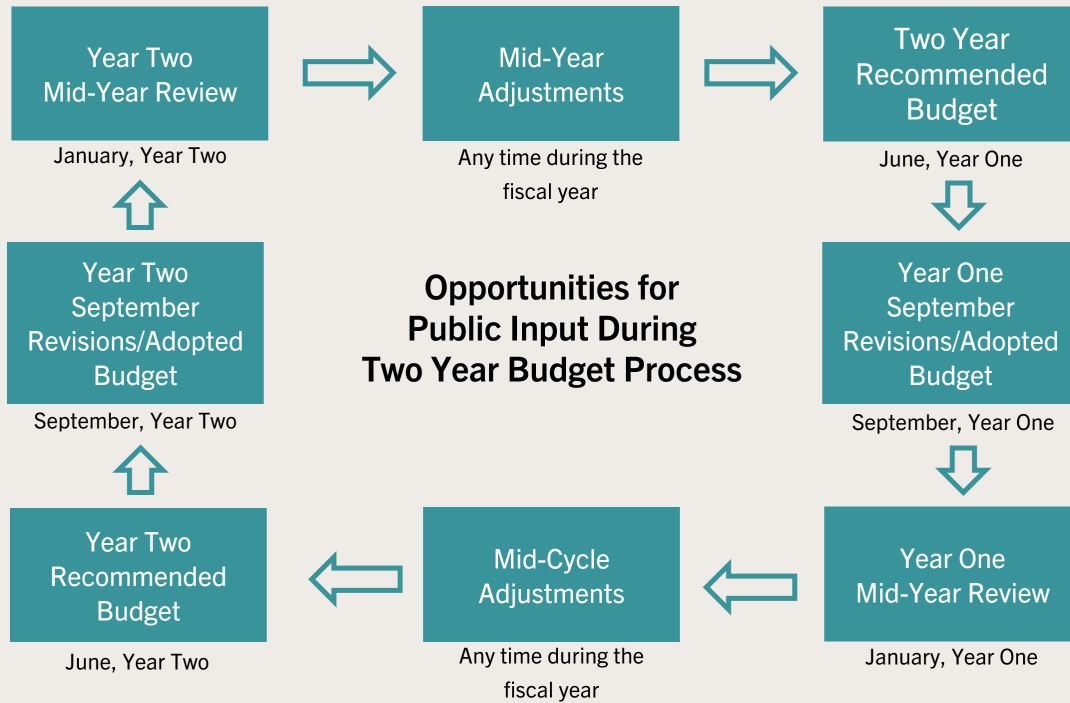 Year Two
Mid-Year Review
January, Year Two
Mid-Year
Adjustments
Any time during the
fiscal year
Two Year
Recommended
Budget
June, Year One
Year Two
September
Revisions/Adopted
Budget
September, Year Two
Opportunities for
Public Input During
Two Year Budget Process
Year One
September
Revisions/Adopted
Budget
September, Year One
Year Two
Recommended
Budget
June, Year Two
Mid-Cycle
Adjustments
Any time during the
fiscal year
Year One
Mid-Year Review
January, Year One